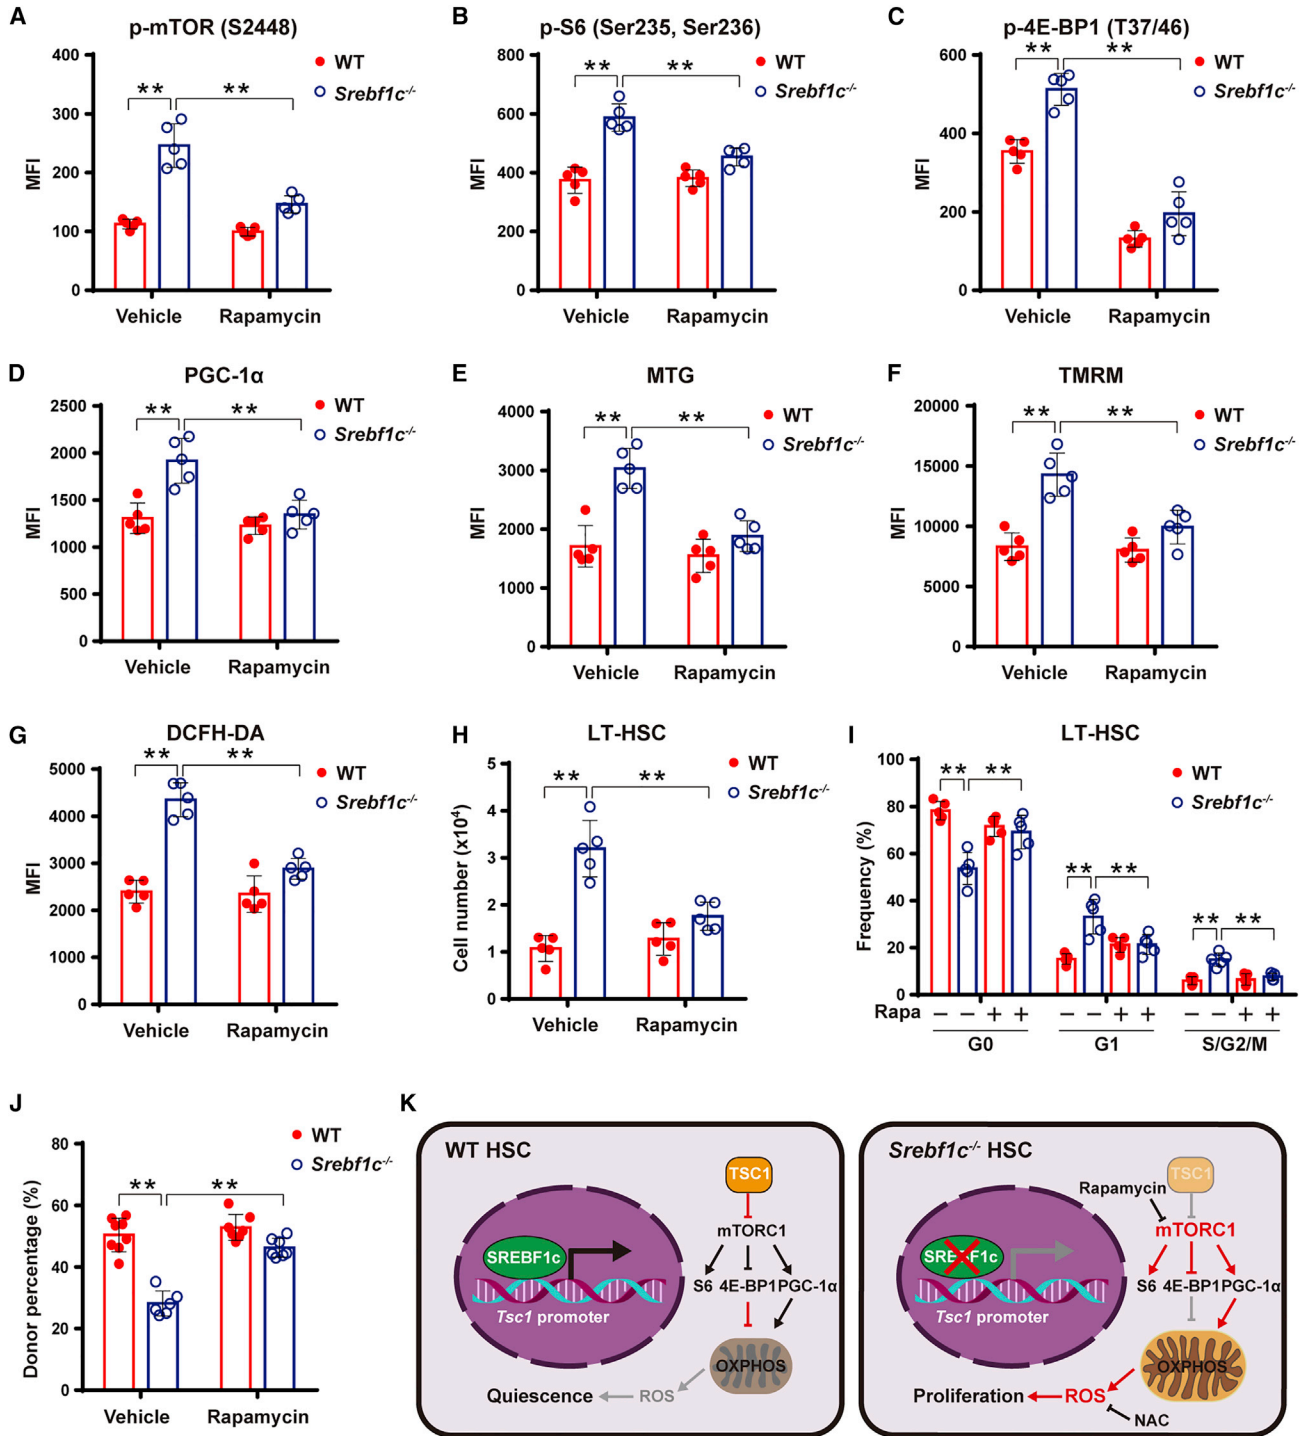 A
p-mTOR (S2448)
MFI
400
300
200
100
0
**
**
WT
Srebf1c-/-
Vehicle
Rapamycin
B
p-S6 (Ser235, Ser236)
MFI
800
600
400
200
0
**
**
WT
Srebf1c-/-
Vehicle
Rapamycin
C
p-4E-BP1 (T37/46)
MFI
600
400
200
0
**
**
WT
Srebf1c-/-
Vehicle
Rapamycin
D
PGC-1α
MFI
2500
2000
1500
1000
500
0
**
**
WT
Srebf1c-/-
Vehicle
Rapamycin
E
MTG
MFI
4000
3000
2000
1000
0
**
**
WT
Srebf1c-/-
Vehicle
Rapamycin
F
TMRM
MFI
20000
15000
10000
5000
0
**
**
WT
Srebf1c-/-
Vehicle
Rapamycin
G
DCFH-DA
MFI
5000
4000
3000
2000
1000
0
**
**
WT
Srebf1c-/-
Vehicle
Rapamycin
H
LT-HSC
Cell number (x10⁴)
5
4
3
2
1
0
**
**
WT
Srebf1c-/-
Vehicle
Rapamycin
I
LT-HSC
Frequency (%)
100
80
60
40
20
0
**
**
**
**
**
**
WT
Srebf1c-/-
Rapa − − + + − − + + − − + +
G0
G1
S/G2/M
J
Donor percentage (%)
80
60
40
20
0
**
**
WT
Srebf1c-/-
Vehicle
Rapamycin
K
WT HSC
TSC1
mTORC1
SREBF1c
S6 4E-BP1 PGC-1α
Tsc1 promoter
OXPHOS
Quiescence
ROS
Srebf1c-/- HSC
TSC1
Rapamycin
mTORC1
SREBF1c
S6 4E-BP1 PGC-1α
Tsc1 promoter
OXPHOS
Proliferation
ROS
NAC